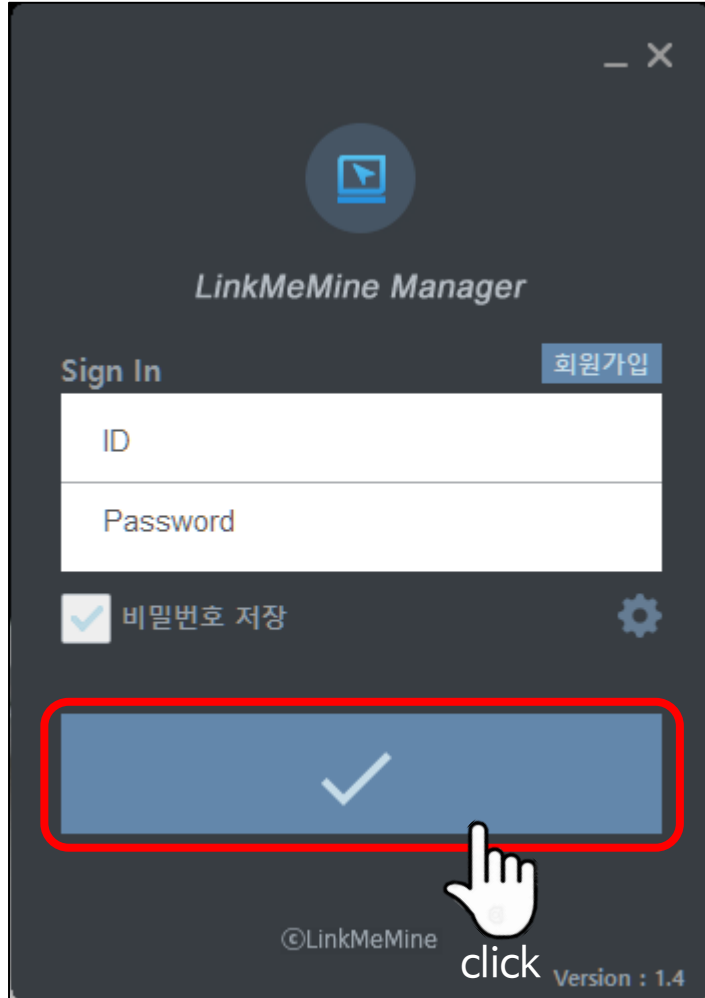 LinkMeMine Manager
Sign In
회원가입
ID
Password
비밀번호 저장
©LinkMeMine
click
Version : 1.4